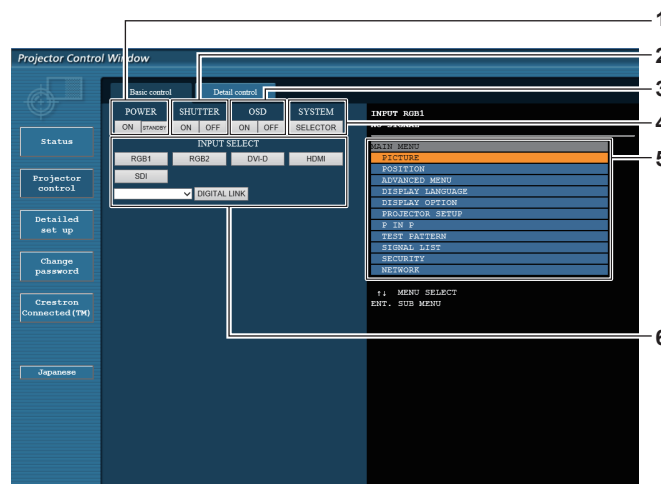 1
Projector Control Window
2
Basic control
Detail control
3
POWER
SHUTTER
OSD
SYSTEM
ON STANDBY
ON OFF
ON OFF
SELECTOR
INPUT RGB1
4
INPUT SELECT
RGB1
RGB2
DVI-D
HDMI
SDI
DIGITAL LINK
MAIN MENU
5
PICTURE
POSITION
ADVANCED MENU
DISPLAY LANGUAGE
DISPLAY OPTION
PROJECTOR SETUP
P IN P
TEST PATTERN
SIGNAL LIST
SECURITY
NETWORK
↑↓ MENU SELECT
ENT. SUB MENU
6
Status
Projector
control
Detailed
set up
Change
password
Crestron
Connected(TM)
Japanese